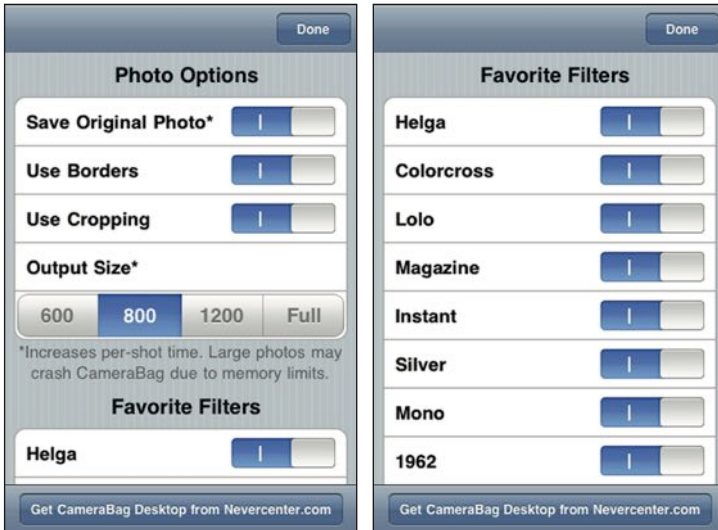 Done
Photo Options
Save Original Photo*
Use Borders
Use Cropping
Output Size*
600 800 1200 Full
*Increases per-shot time. Large photos may
crash CameraBag due to memory limits.
Favorite Filters
Helga
Get CameraBag Desktop from Nevercenter.com
Done
Favorite Filters
Helga
Colorcross
Lolo
Magazine
Instant
Silver
Mono
1962
Get CameraBag Desktop from Nevercenter.com